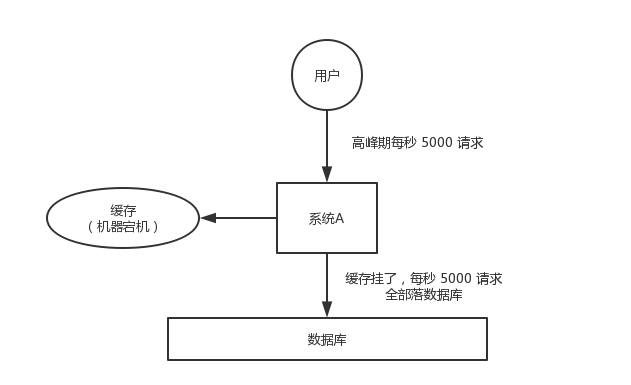 用户
高峰期每秒 5000 请求
缓存
（机器宕机）
系统A
缓存挂了，每秒 5000 请求
全部落数据库
数据库